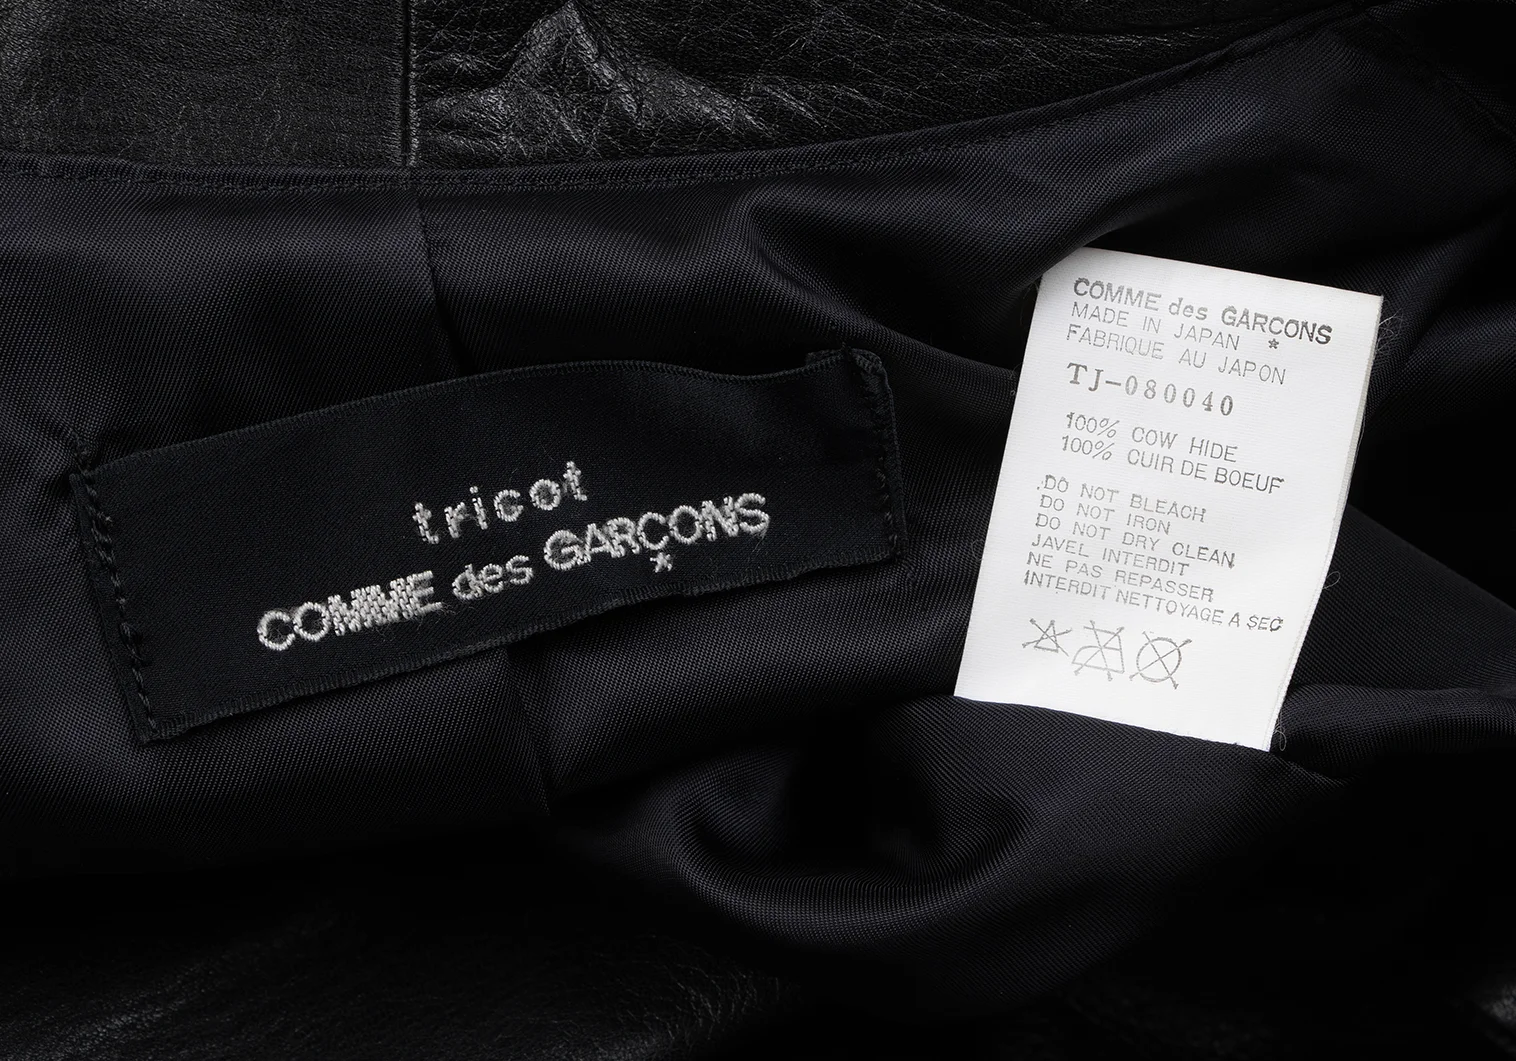 tricot
COMME des GARCONS
*
COMME des GARCONS
MADE IN JAPAN *
FABRIQUE AU JAPON
TJ-080040
100% COW HIDE
100% CUIR DE BOEUF
.DO NOT BLEACH
DO NOT IRON
DO NOT DRY CLEAN
JAVEL INTERDIT
NE PAS REPASSER
INTERDIT NETTOYAGE A SEC